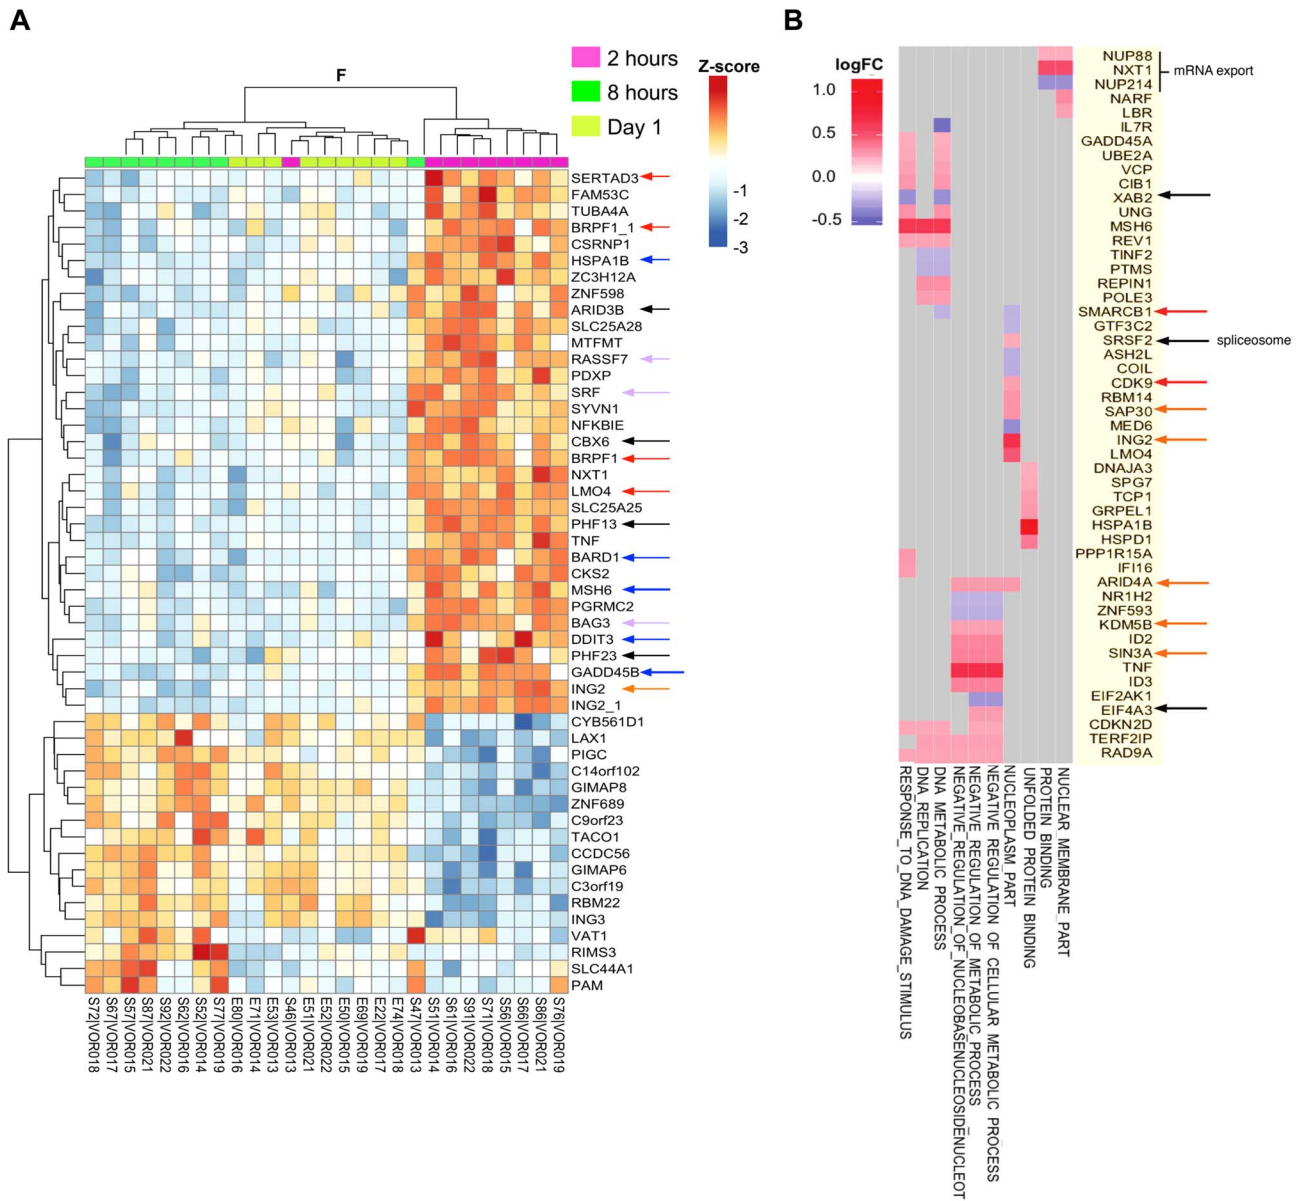 A
F
2 hours
8 hours
Day 1
Z-score
-1
-2
-3
SERTAD3
FAM53C
TUBA4A
BRPF1_1
CSRNP1
HSPA1B
ZC3H12A
ZNF598
ARID3B
SLC25A28
MTFMT
RASSF7
PDXP
SRF
SYVN1
NFKBIE
CBX6
BRPF1
NXT1
LMO4
SLC25A25
PHF13
TNF
BARD1
CKS2
MSH6
PGRMC2
BAG3
DDIT3
PHF23
GADD45B
ING2
ING2_1
CYB561D1
LAX1
PIGC
C14orf102
GIMAP8
ZNF689
C9orf23
TACO1
CCDC56
GIMAP6
C3orf19
RBM22
ING3
VAT1
RIMS3
SLC44A1
PAM
S72|VOR018
S67|VOR017
S57|VOR015
S87|VOR021
S92|VOR022
S62|VOR016
S52|VOR014
S77|VOR019
E80|VOR016
E71|VOR014
E53|VOR013
S46|VOR013
E51|VOR021
E52|VOR022
E50|VOR015
E69|VOR019
E22|VOR017
E74|VOR018
S47|VOR013
S51|VOR014
S61|VOR016
S91|VOR022
S71|VOR018
S56|VOR015
S66|VOR017
S86|VOR021
S76|VOR019
B
logFC
1.0
0.5
0.0
-0.5
NUP88
NXT1
NUP214
mRNA export
NARF
LBR
IL7R
GADD45A
UBE2A
VCP
CIB1
XAB2
UNG
MSH6
REV1
TINF2
PTMS
REPIN1
POLE3
SMARCB1
GTF3C2
SRSF2
spliceosome
ASH2L
COIL
CDK9
RBM14
SAP30
MED6
ING2
LMO4
DNAJA3
SPG7
TCP1
GRPEL1
HSPA1B
HSPD1
PPP1R15A
IFI16
ARID4A
NR1H2
ZNF593
KDM5B
ID2
SIN3A
TNF
ID3
EIF2AK1
EIF4A3
CDKN2D
TERF2IP
RAD9A
RESPONSE_TO_DNA_DAMAGE_STIMULUS
DNA_REPLICATION
DNA_METABOLIC_PROCESS
NEGATIVE_REGULATION_OF_NUCLEOBASENUCLEOSIDENUCLEOT
NEGATIVE_REGULATION_OF_METABOLIC_PROCESS
NEGATIVE REGULATION OF CELLULAR METABOLIC PROCESS
NUCLEOPLASM_PART
UNFOLDED_PROTEIN_BINDING
PROTEIN_BINDING
NUCLEAR_MEMBRANE_PART